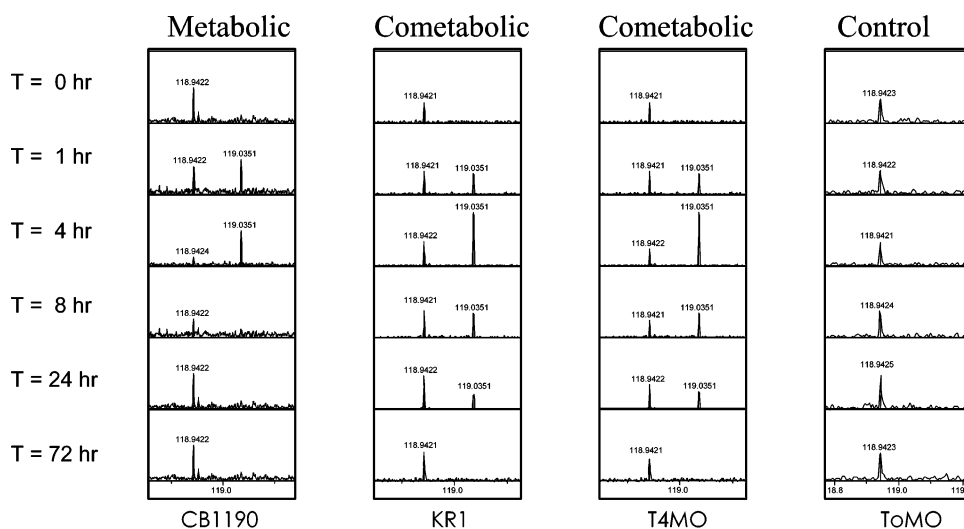 Metabolic Cometabolic Cometabolic Control
T = 0 hr 118.9422 118.9421 118.9421 118.9423
T = 1 hr 118.9422 119.0351 118.9421 119.0351 118.9421 119.0351 118.9422
T = 4 hr 118.9424 119.0351 118.9422 119.0351 118.9422 119.0351 118.9421
T = 8 hr 118.9422 118.9421 119.0351 118.9421 119.0351 118.9424
T = 24 hr 118.9422 118.9422 119.0351 118.9422 119.0351 118.9425
T = 72 hr 118.9422 118.9421 118.9421 118.9423
119.0 119.0 119.0 18.8 119.0 119
CB1190 KR1 T4MO ToMO